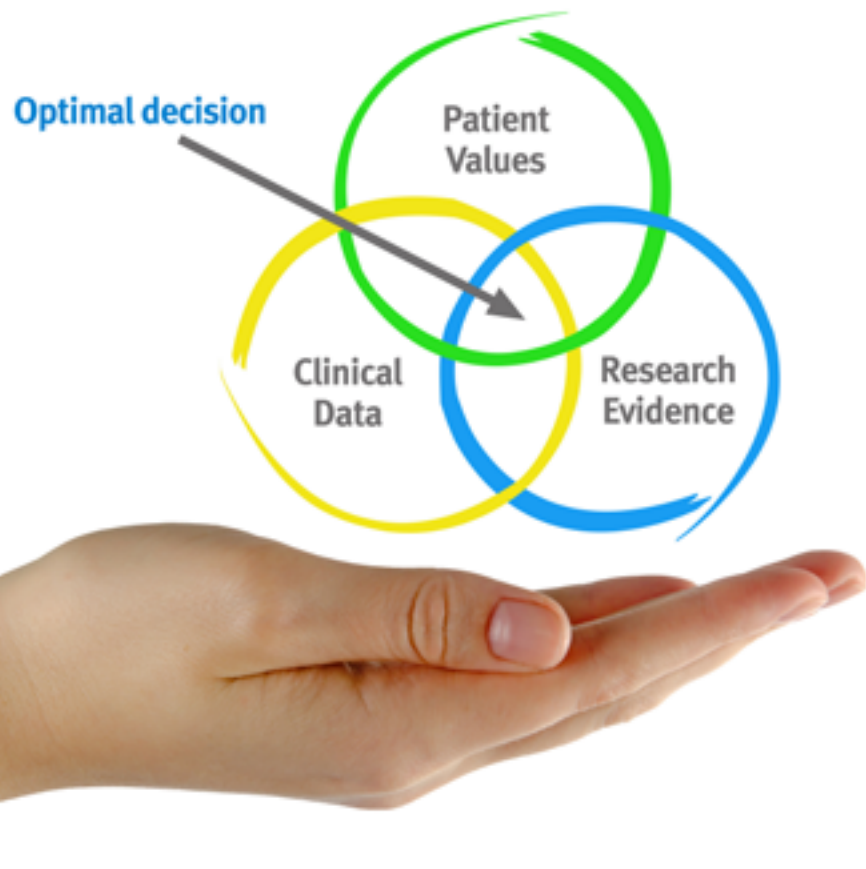 Optimal decision
Patient
Values
Clinical
Data
Research
Evidence